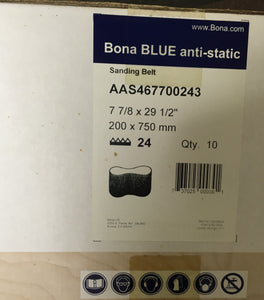 www.Bona.com
Bona BLUE anti-static
Sanding Belt
AAS467700243
7 7/8 x 29 1/2"
200 x 750 mm
24 Qty. 10